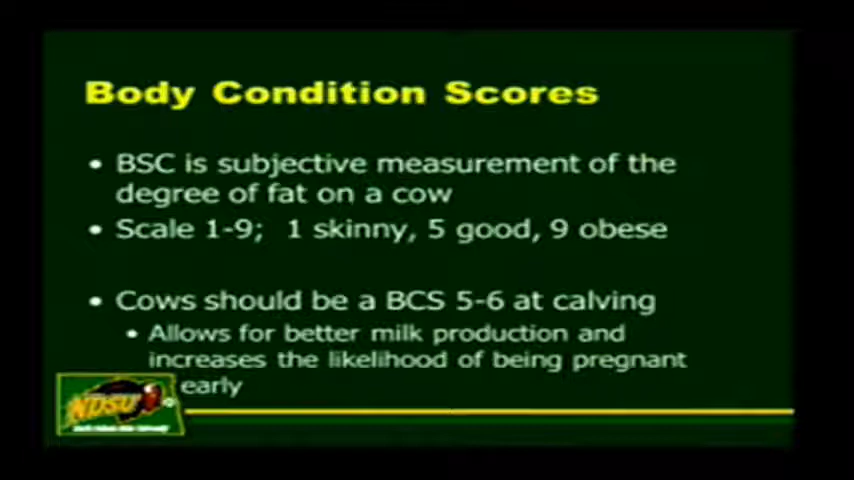 Body Condition Scores
• BSC is subjective measurement of the
degree of fat on a cow
• Scale 1-9; 1 skinny, 5 good, 9 obese
• Cows should be a BCS 5-6 at calving
• Allows for better milk production and
increases the likelihood of being pregnant
early
NDSU